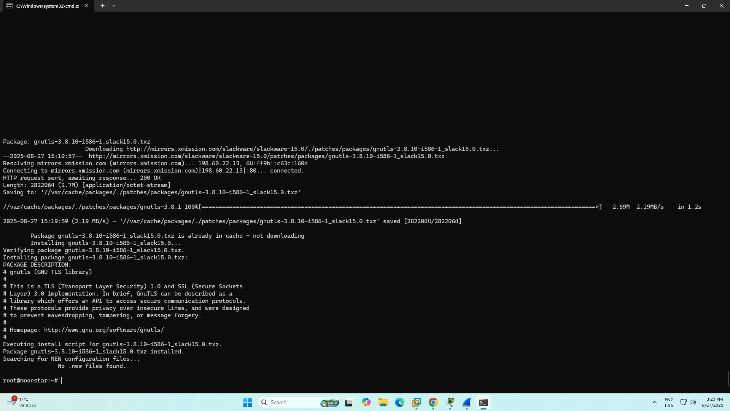 C:\Windows\system32\cmd.e
Package: gnutls-3.8.10-i586-1_slack15.0.txz
Downloading http://mirrors.xmission.com/slackware/slackware-15.0/./patches/packages/gnutls-3.8.10-i586-1_slack15.0.txz...
--2025-08-27 15:19:57-- http://mirrors.xmission.com/slackware/slackware-15.0/patches/packages/gnutls-3.8.10-i586-1_slack15.0.txz
Resolving mirrors.xmission.com (mirrors.xmission.com)... 198.60.22.13,
Connecting to mirrors.xmission.com (mirrors.xmission.com)|198.60.22.13|:80... connected.
HTTP request sent, awaiting response... 200 OK
Length: 2822064 (2.7M) [application/octet-stream]
Saving to: '//var/cache/packages/./patches/packages/gnutls-3.8.10-i586-1_slack15.0.txz'
//var/cache/packages/./patches/packages/gnutls-3.8.1 100%[=====>] 2.69M 2.19MB/s in 1.2s
2025-08-27 15:19:59 (2.19 MB/s) - '//var/cache/packages/./patches/packages/gnutls-3.8.10-i586-1_slack15.0.txz' saved [2822064/2822064]
Package gnutls-3.8.10-i586-1_slack15.0.txz is already in cache - not downloading
Installing gnutls-3.8.10-i586-1_slack15.0...
Verifying package gnutls-3.8.10-i586-1_slack15.0.txz.
Installing package gnutls-3.8.10-i586-1_slack15.0.txz:
PACKAGE DESCRIPTION:
# gnutls (GNU TLS library)
#
# This is a TLS (Transport Layer Security) 1.0 and SSL (Secure Sockets
# Layer) 3.0 implementation. In brief, GnuTLS can be described as a
# library which offers an API to access secure communication protocols.
# These protocols provide privacy over insecure lines, and were designed
# to prevent eavesdropping, tampering, or message forgery.
#
# Homepage: http://www.gnu.org/software/gnutls/
#
Executing install script for gnutls-3.8.10-i586-1_slack15.0.txz.
Package gnutls-3.8.10-i586-1_slack15.0.txz installed.
Searching for NEW configuration files...
No .new files found.
root@moonstar:~#
Search
8/27/2025